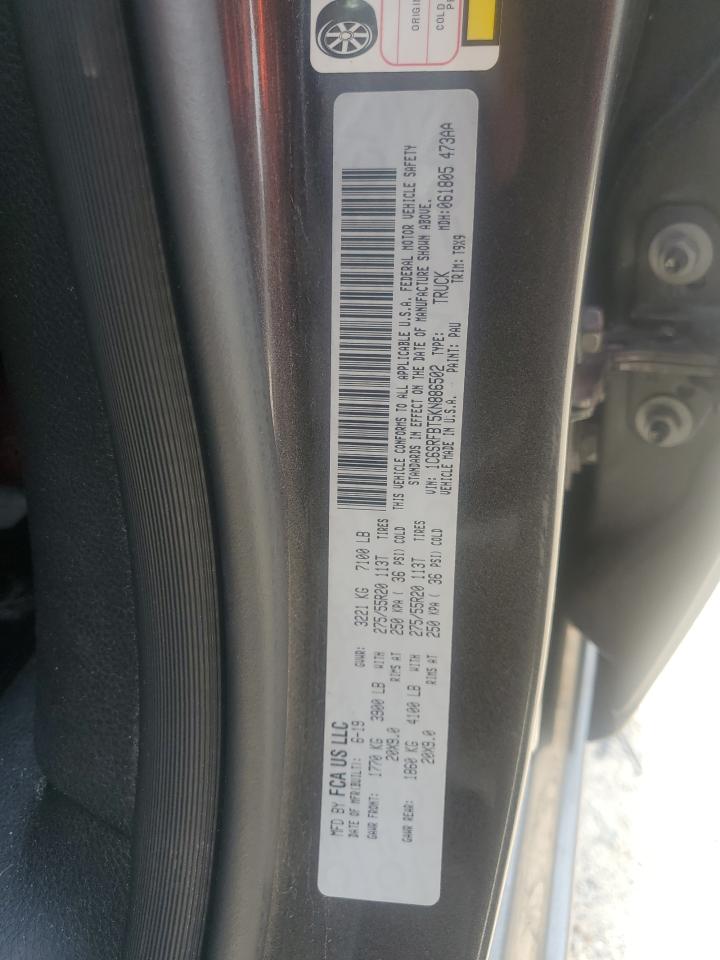 ORIGIN
COLD
MFD BY FCA US LLC
DATE OF MFR(BUILT): 6-19 GVWR: 3221 KG 7100 LB
GAWR FRONT: 1770 KG 3900 LB WITH 275/55R20 113T TIRES
20X9.0 RIMS AT 250 KPA ( 36 PSI) COLD
GAWR REAR: 1860 KG 4100 LB WITH 275/55R20 113T TIRES
20X9.0 RIMS AT 250 KPA ( 36 PSI) COLD
THIS VEHICLE CONFORMS TO ALL APPLICABLE U.S.A. FEDERAL MOTOR VEHICLE SAFETY
STANDARDS IN EFFECT ON THE DATE OF MANUFACTURE SHOWN ABOVE.
VIN: 1C6SRFBT5KN886502 TYPE: TRUCK MDH:061805 473AA
VEHICLE MADE IN U.S.A. PAINT: PAU TRIM: T9X9